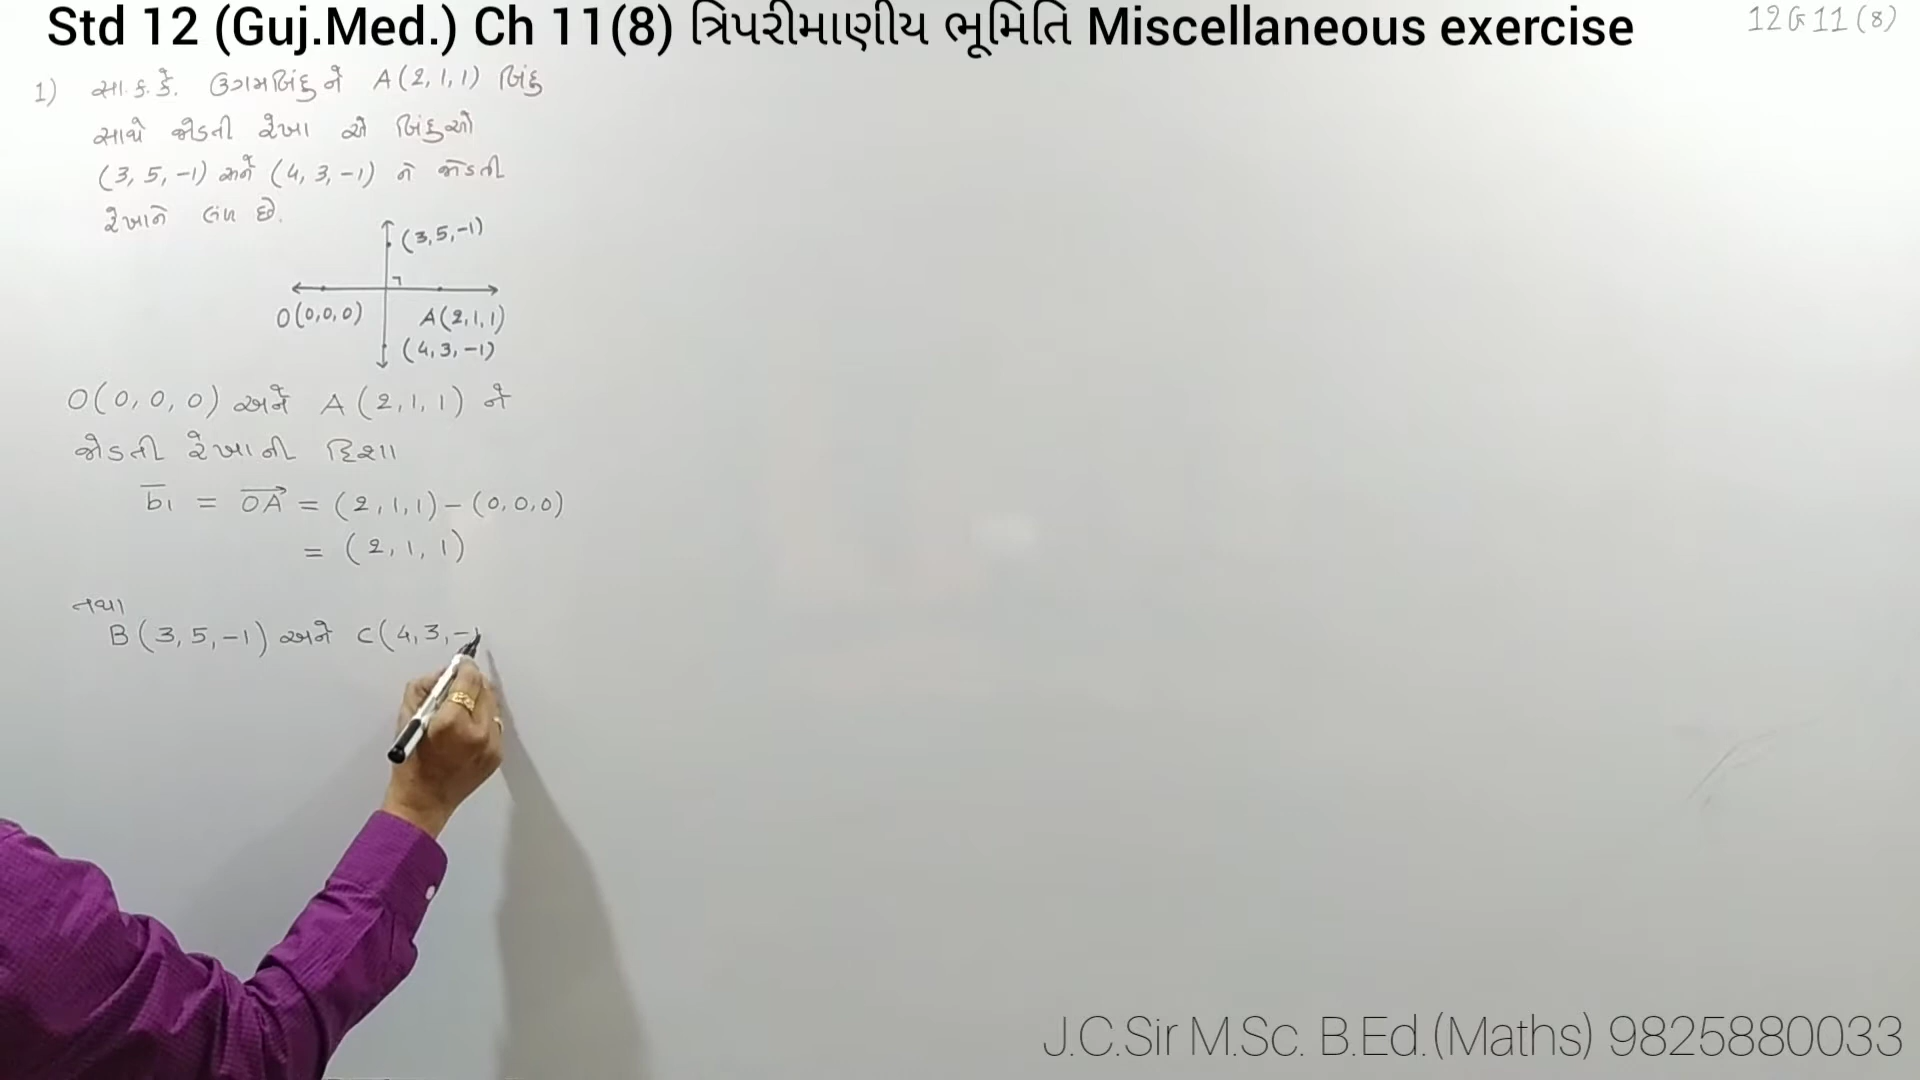 Std 12 (Guj.Med.) Ch 11(8) ત્રિપરીમાણીય ભૂમિતિ Miscellaneous exercise
12G11(8)
1) સા.ક.કે. ઉગમબિંદુને A(2,1,1) બિંદુ
સાથે જોડતી રેખા એ બિંદુઓ
(3, 5, -1) અને (4, 3, -1) ને જોડતી
રેખાને લંબ છે.
(3,5,-1)
O(0,0,0) A(2,1,1)
(4,3,-1)
O(0,0,0) અને A(2,1,1) ને
જોડતી રેખાની દિશા
b̅₁ = OA⃗ = (2,1,1)-(0,0,0)
= (2,1,1)
તથા
B(3,5,-1) અને C(4,3,-1
J.C.Sir M.Sc. B.Ed.(Maths) 9825880033